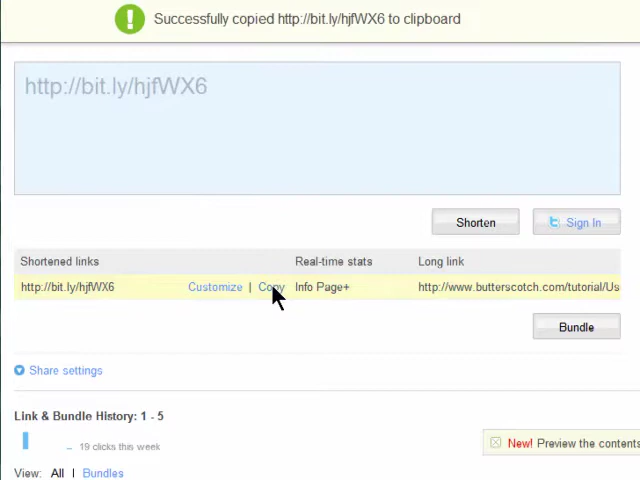 Successfully copied http://bit.ly/hjfWX6 to clipboard
http://bit.ly/hjfWX6
Shorten
Sign In
Shortened links Real-time stats Long link
http://bit.ly/hjfWX6 Customize | Copy Info Page+ http://www.butterscotch.com/tutorial/Us
Bundle
Share settings
Link & Bundle History: 1 - 5
19 clicks this week
New! Preview the contents
View: All | Bundles